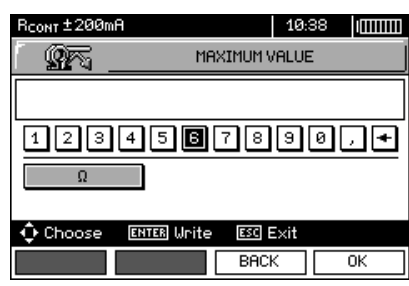 RCONT ±200mA 10:38
MAXIMUM VALUE
1 2 3 4 5 6 7 8 9 0 , ←
Ω
Choose ENTER Write ESC Exit
BACK OK